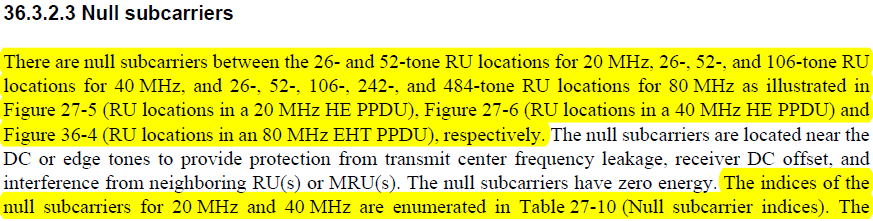 36.3.2.3 Null subcarriers
There are null subcarriers between the 26- and 52-tone RU locations for 20 MHz, 26-, 52-, and 106-tone RU
locations for 40 MHz, and 26-, 52-, 106-, 242-, and 484-tone RU locations for 80 MHz as illustrated in
Figure 27-5 (RU locations in a 20 MHz HE PPDU), Figure 27-6 (RU locations in a 40 MHz HE PPDU) and
Figure 36-4 (RU locations in an 80 MHz EHT PPDU), respectively. The null subcarriers are located near the
DC or edge tones to provide protection from transmit center frequency leakage, receiver DC offset, and
interference from neighboring RU(s) or MRU(s). The null subcarriers have zero energy. The indices of the
null subcarriers for 20 MHz and 40 MHz are enumerated in Table 27-10 (Null subcarrier indices). The